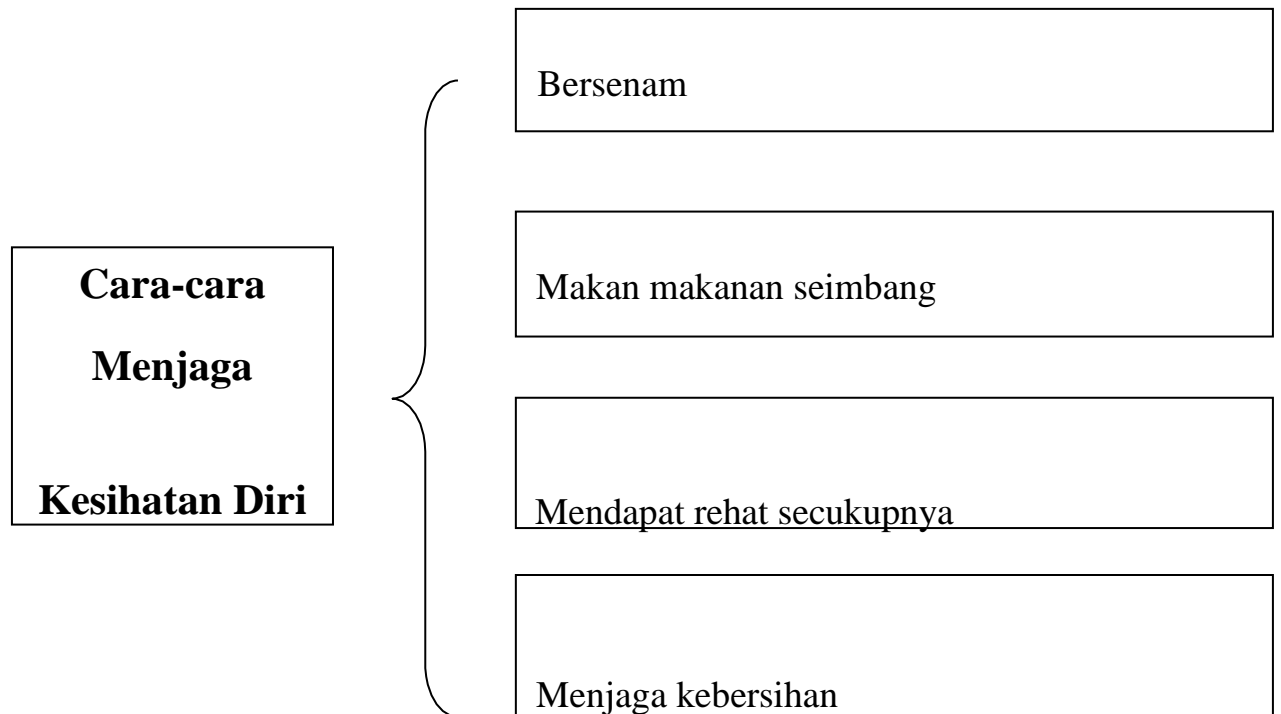 Cara-cara
Menjaga
Kesihatan Diri
Bersenam
Makan makanan seimbang
Mendapat rehat secukupnya
Menjaga kebersihan